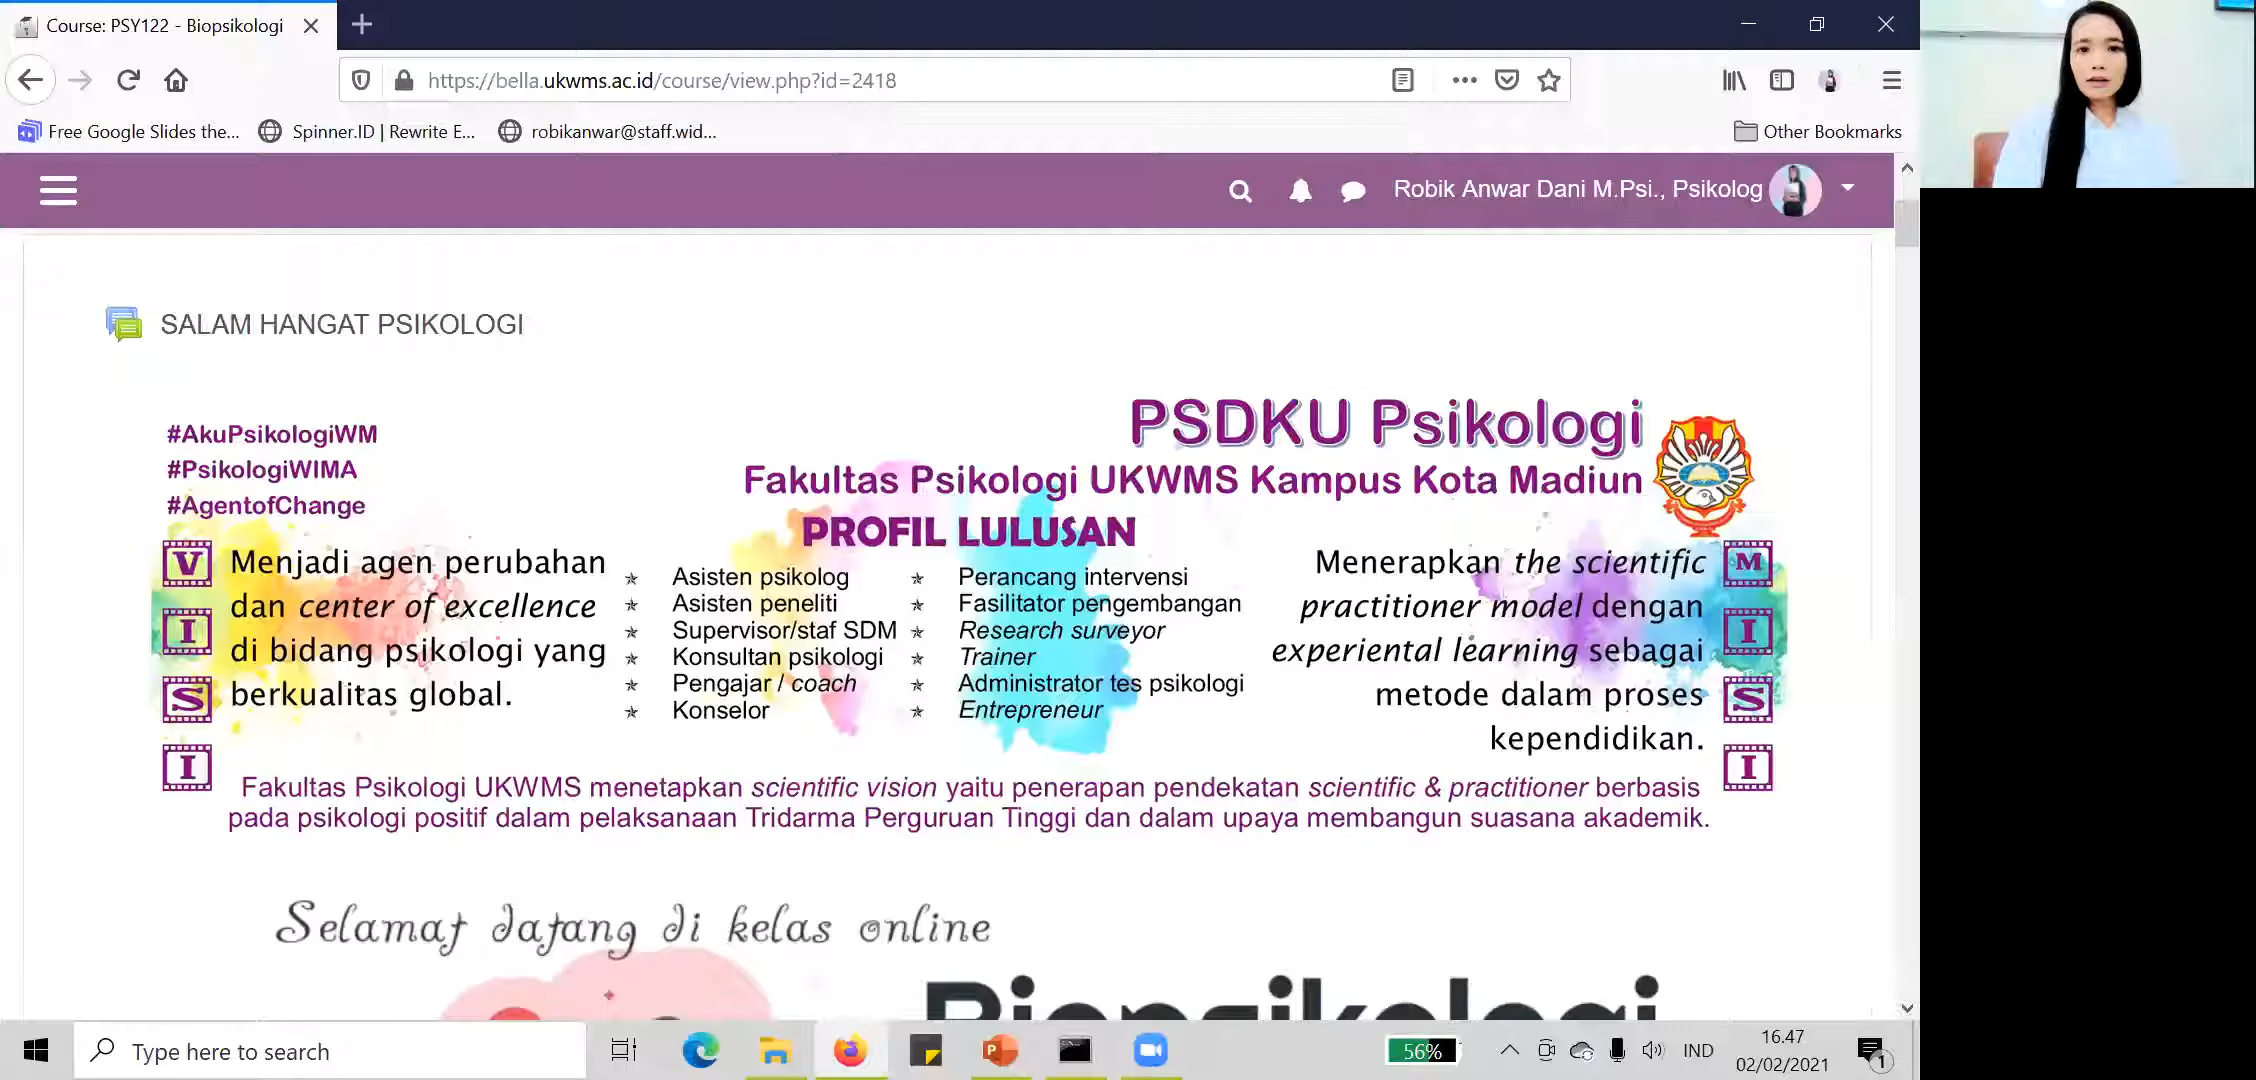 Course: PSY122 - Biopsikologi
https://bella.ukwms.ac.id/course/view.php?id=2418
Free Google Slides the...
Spinner.ID | Rewrite E...
robikanwar@staff.wid...
Other Bookmarks
Robik Anwar Dani M.Psi., Psikolog
SALAM HANGAT PSIKOLOGI
#AkuPsikologiWM
#PsikologiWIMA
#AgentofChange
PSDKU Psikologi
Fakultas Psikologi UKWMS Kampus Kota Madiun
PROFIL LULUSAN
VISI
Menjadi agen perubahan
dan center of excellence
di bidang psikologi yang
berkualitas global.
Asisten psikolog
Asisten peneliti
Supervisor/staf SDM
Konsultan psikologi
Pengajar / coach
Konselor
Perancang intervensi
Fasilitator pengembangan
Research surveyor
Trainer
Administrator tes psikologi
Entrepreneur
Menerapkan the scientific
practitioner model dengan
experiental learning sebagai
metode dalam proses
kependidikan.
MISI
Fakultas Psikologi UKWMS menetapkan scientific vision yaitu penerapan pendekatan scientific & practitioner berbasis
pada psikologi positif dalam pelaksanaan Tridarma Perguruan Tinggi dan dalam upaya membangun suasana akademik.
Selamat datang di kelas online
Biopsikologi
Type here to search
56%
IND
16.47
02/02/2021
1